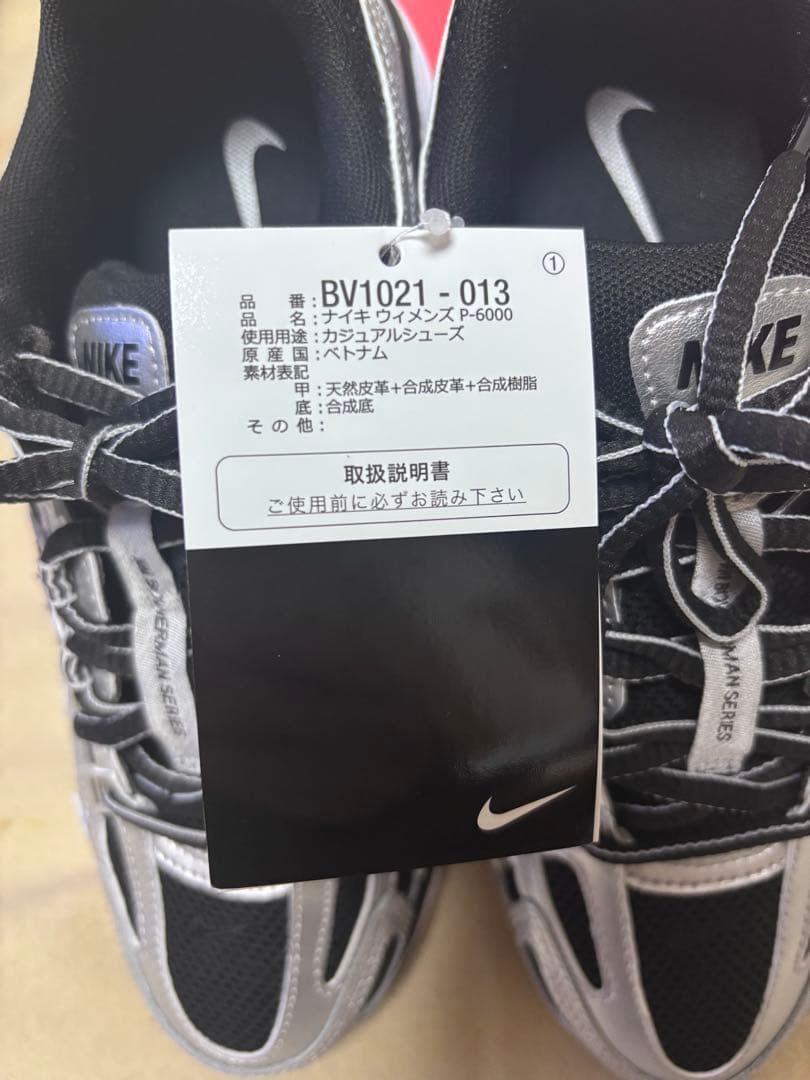 ①
品番:BV1021-013
品名:ナイキ ウィメンズ P-6000
使用用途:カジュアルシューズ
原産国:ベトナム
素材表記
甲:天然皮革+合成皮革+合成樹脂
底:合成底
その他:
取扱説明書
ご使用前に必ずお読み下さい
NIKE
NIKE
BOWERMAN SERIES
MAN SERIES